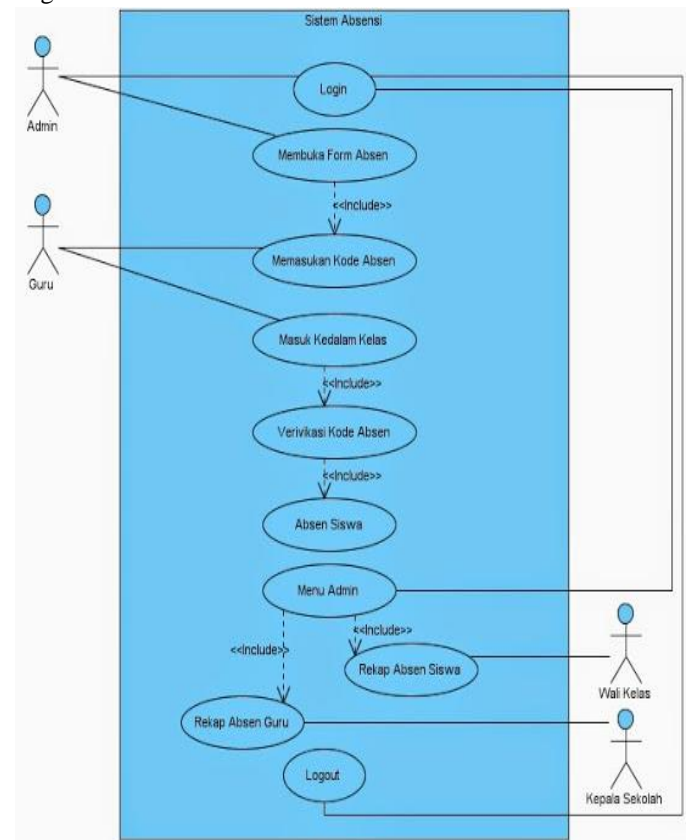 Sistem Absensi
Login
Admin
Membuka Form Absen
<<Include>>
Memasukan Kode Absen
Guru
Masuk Kedalam Kelas
<<Include>>
Verivikasi Kode Absen
<<Include>>
Absen Siswa
Menu Admin
<<Include>>
<<Include>>
Rekap Absen Siswa
Wali Kelas
Rekap Absen Guru
Logout
Kepala Sekolah